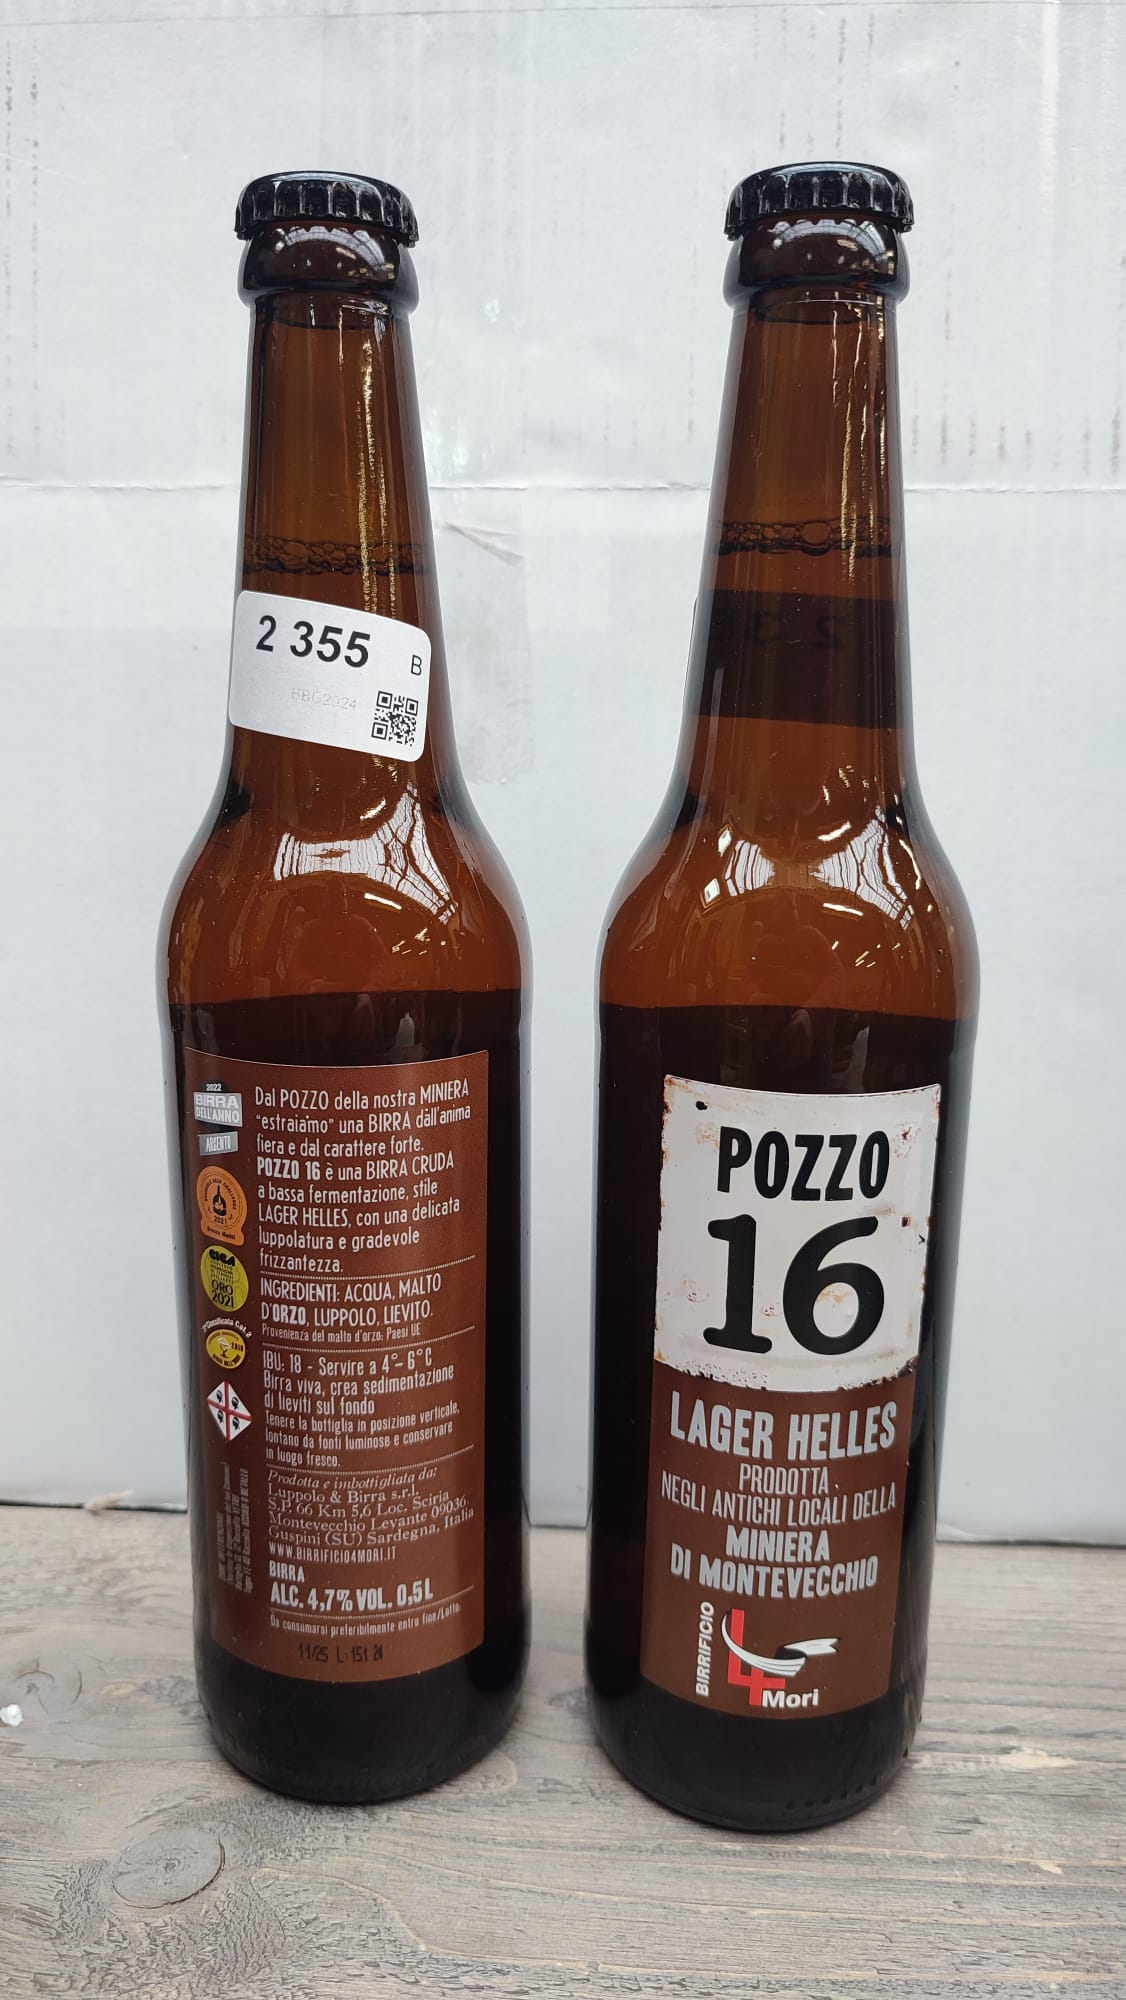 2 355
B
BBG2024
2022
BIRRA
DELL'ANNO
ARGENTO
2021
ORO
2021
Dal POZZO della nostra MINIERA
"estraiamo" una BIRRA dall'anima
fiera e dal carattere forte.
POZZO 16 è una BIRRA CRUDA
a bassa fermentazione, stile
LAGER HELLES, con una delicata
luppolatura e gradevole
frizzantezza.
INGREDIENTI: ACQUA, MALTO
D'ORZO, LUPPOLO, LIEVITO.
Provenienza del malto d'orzo: Paesi UE
IBU: 18 - Servire a 4°- 6°C
Birra viva, crea sedimentazione
di lieviti sul fondo
Tenere la bottiglia in posizione verticale,
lontano da fonti luminose e conservare
in luogo fresco.
Prodotta e imbottigliata da:
Luppolo & Birra s.r.l.
S.P. 66 Km 5,6 Loc. Sciria
Montevecchio Levante 09036,
Guspini (SU) Sardegna, Italia
WWW.BIRRIFICIO4MORI.IT
BIRRA
ALC. 4,7% VOL. 0,5L
Da consumarsi preferibilmente entro fine/Lotto:
11/25 L:151 24
POZZO
16
LAGER HELLES
PRODOTTA
NEGLI ANTICHI LOCALI DELLA
MINIERA
DI MONTEVECCHIO
BIRRIFICIO
4
Mori